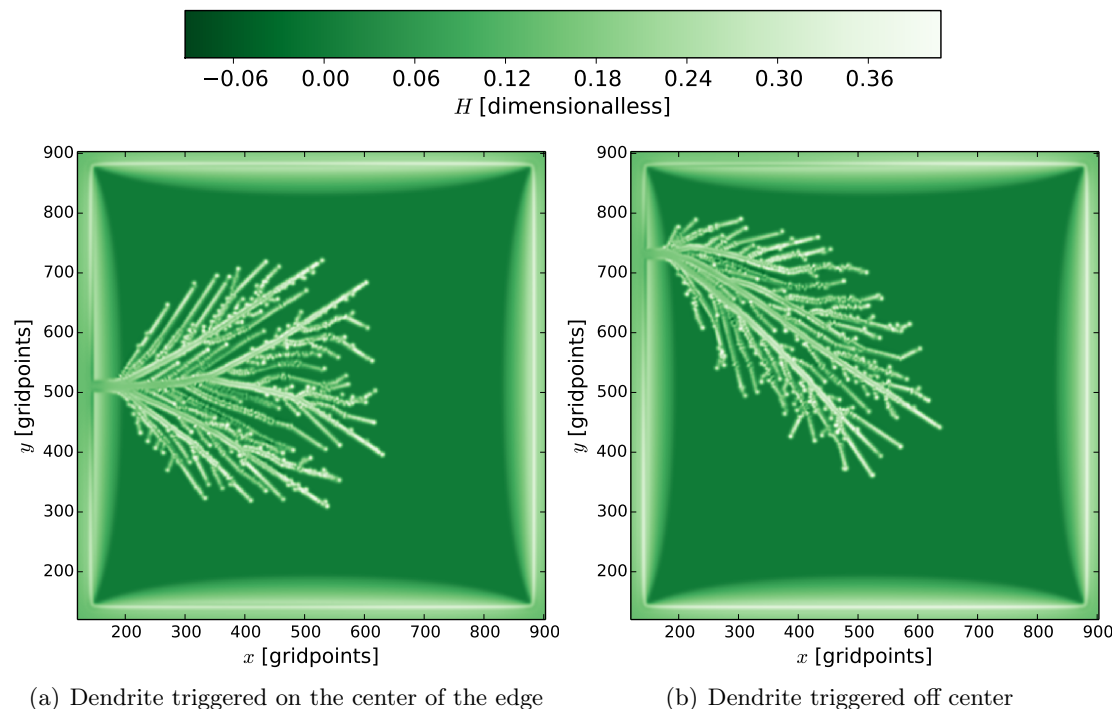 −0.06 0.00 0.06 0.12 0.18 0.24 0.30 0.36
H [dimensionalless]
900
800
700
600
500
400
300
200
y [gridpoints]
200 300 400 500 600 700 800 900
x [gridpoints]
900
800
700
600
500
400
300
200
y [gridpoints]
200 300 400 500 600 700 800 900
x [gridpoints]
(a) Dendrite triggered on the center of the edge
(b) Dendrite triggered off center